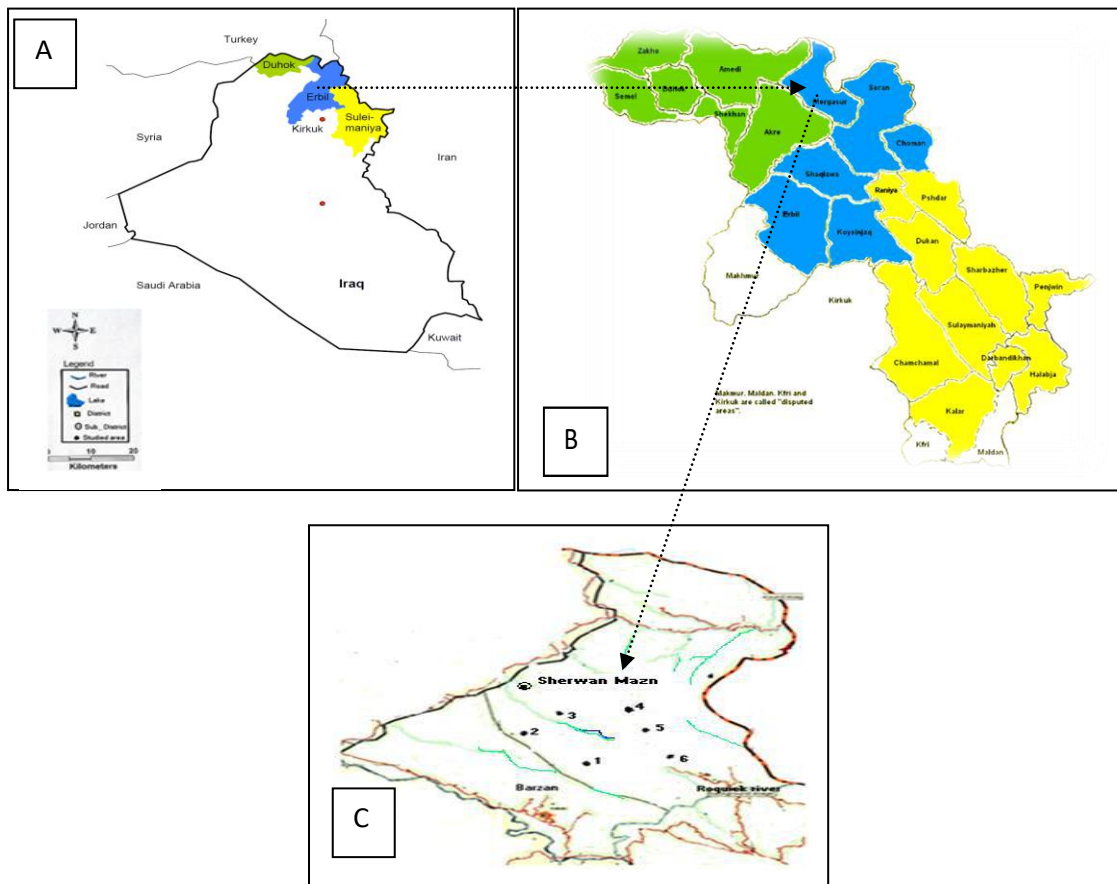 A
Turkey
Duhok
Erbil
Sulei-
maniya
Kirkuk
Syria
Iran
Jordan
Iraq
Saudi Arabia
Kuwait
N
W
E
S
Legend
River
Road
Lake
District
Sub_District
Studied area
10
20
Kilometers
B
Zakho
Amedi
Semel
Duhok
Shekhan
Akre
Mergasur
Soran
Choman
Shaqlawa
Erbil
Koysinjaq
Raniya
Pshdar
Dukan
Makhmur
Kirkuk
Sharbazher
Penjwin
Sulaymaniyah
Chamchamal
Darbandikhan
Halabja
Kalar
Kfri
Maldan
Makmur, Maldan, Kfri and
Kirkuk are called "disputed
areas".
C
Sherwan Mazn
3
4
2
5
1
6
Barzan
river